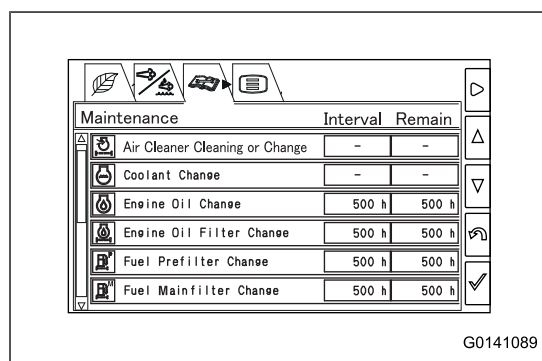 Maintenance Interval Remain
Air Cleaner Cleaning or Change - -
Coolant Change - -
Engine Oil Change 500 h 500 h
Engine Oil Filter Change 500 h 500 h
P Fuel Prefilter Change 500 h 500 h
M Fuel Mainfilter Change 500 h 500 h
G0141089